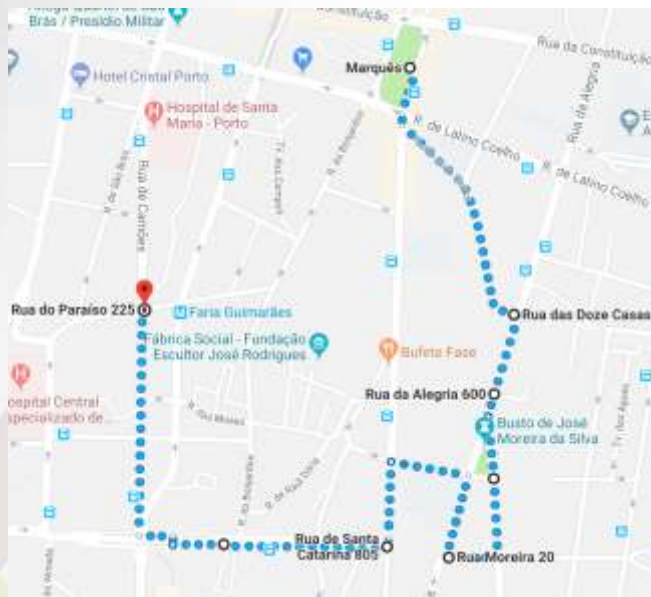 Brás / Presídio Militar
Constituição
Rua da Constituição
Marquês
Hotel Cristal Porto
Hospital de Santa
Maria - Porto
Rua da Alegria
R. de Latino Coelho
R. de Latino Coelho
Rua de Camões
Rua do Paraíso 225
Faria Guimarães
Rua das Doze Casas
Fábrica Social - Fundação
Escultor José Rodrigues
Bufete Fase
Hospital Central
specializado de...
Rua da Alegria 600
Busto de José
Moreira da Silva
Rua de Santa
Catarina 805
Rua Moreira 20